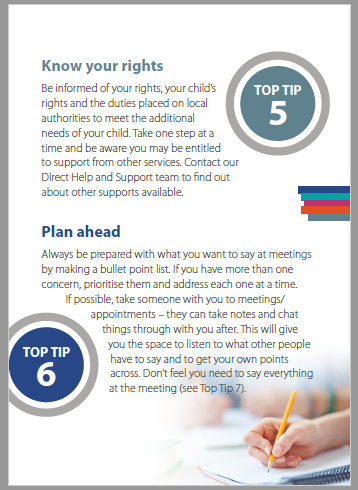 Know your rights
Be informed of your rights, your child's
rights and the duties placed on local
authorities to meet the additional
needs of your child. Take one step at a
time and be aware you may be entitled
to support from other services. Contact our
Direct Help and Support team to find out
about other supports available.
TOP TIP
5
Plan ahead
Always be prepared with what you want to say at meetings
by making a bullet point list. If you have more than one
concern, prioritise them and address each one at a time.
If possible, take someone with you to meetings/
appointments – they can take notes and chat
things through with you after. This will give
you the space to listen to what other people
have to say and to get your own points
across. Don't feel you need to say everything
at the meeting (see Top Tip 7).
TOP TIP
6